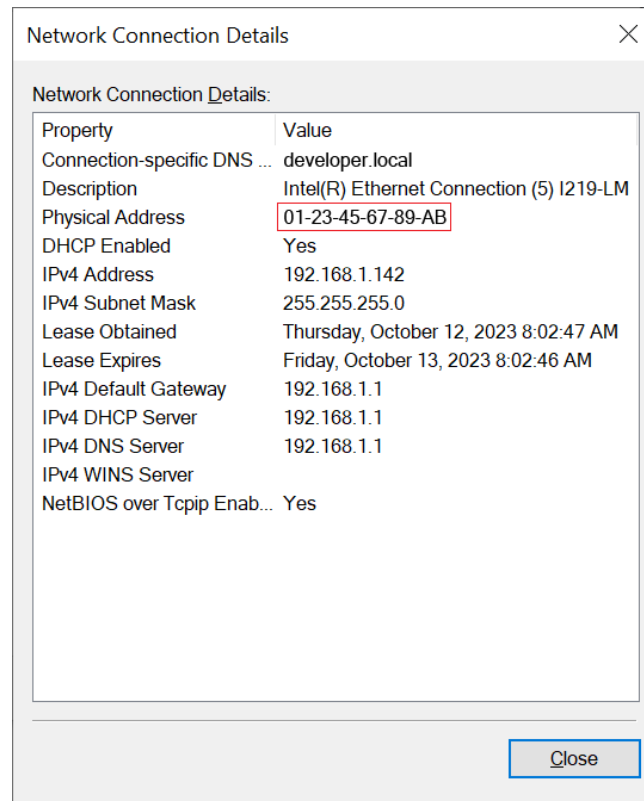 Network Connection Details
Network Connection Details:
Property Value
Connection-specific DNS ... developer.local
Description Intel(R) Ethernet Connection (5) I219-LM
Physical Address 01-23-45-67-89-AB
DHCP Enabled Yes
IPv4 Address 192.168.1.142
IPv4 Subnet Mask 255.255.255.0
Lease Obtained Thursday, October 12, 2023 8:02:47 AM
Lease Expires Friday, October 13, 2023 8:02:46 AM
IPv4 Default Gateway 192.168.1.1
IPv4 DHCP Server 192.168.1.1
IPv4 DNS Server 192.168.1.1
IPv4 WINS Server
NetBIOS over Tcpip Enab... Yes
Close